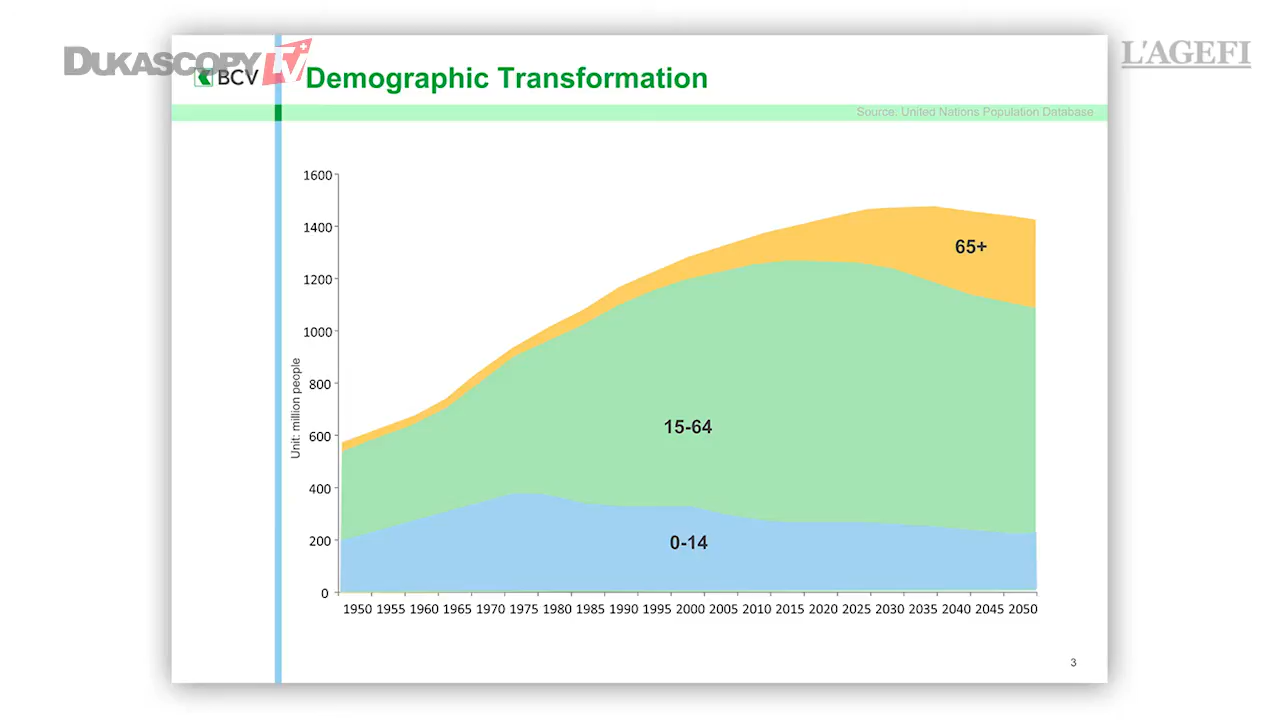 DUKASCOPY TV
L'AGEFI
BCV
Demographic Transformation
Source: United Nations Population Database
1600
1400
65+
1200
1000
Unit: million people
800
600
15-64
400
0-14
200
0
1950 1955 1960 1965 1970 1975 1980 1985 1990 1995 2000 2005 2010 2015 2020 2025 2030 2035 2040 2045 2050
3